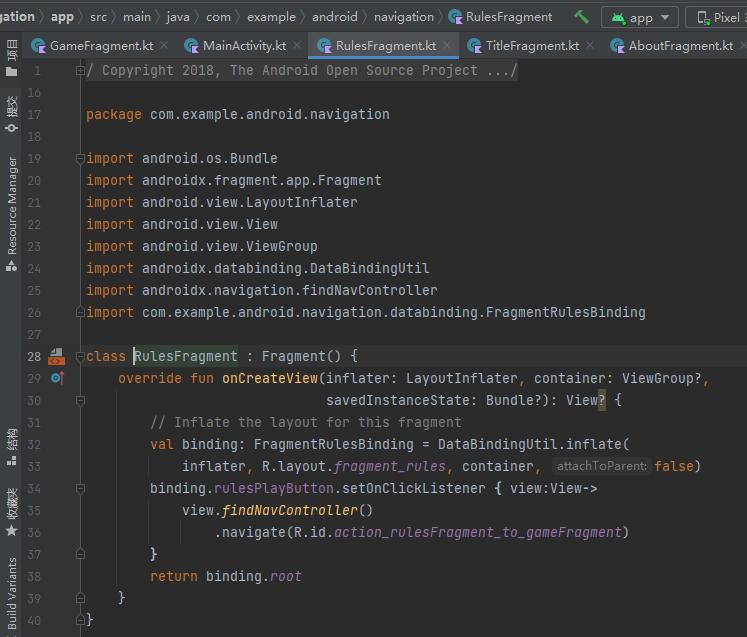 gation app src main java com example android navigation RulesFragment app Pixel
GameFragment.kt MainActivity.kt RulesFragment.kt TitleFragment.kt AboutFragment.kt
项目
提交
Resource Manager
结构
收藏夹
Build Variants
1 / Copyright 2018, The Android Open Source Project .../
16
17 package com.example.android.navigation
18
19 import android.os.Bundle
20 import androidx.fragment.app.Fragment
21 import android.view.LayoutInflater
22 import android.view.View
23 import android.view.ViewGroup
24 import androidx.databinding.DataBindingUtil
25 import androidx.navigation.findNavController
26 import com.example.android.navigation.databinding.FragmentRulesBinding
27
28 class RulesFragment : Fragment() {
29 override fun onCreateView(inflater: LayoutInflater, container: ViewGroup?,
30 savedInstanceState: Bundle?): View? {
31 // Inflate the layout for this fragment
32 val binding: FragmentRulesBinding = DataBindingUtil.inflate(
33 inflater, R.layout.fragment_rules, container, attachToParent: false)
34 binding.rulesPlayButton.setOnClickListener { view:View->
35 view.findNavController()
36 .navigate(R.id.action_rulesFragment_to_gameFragment)
37 }
38 return binding.root
39 }
40 }